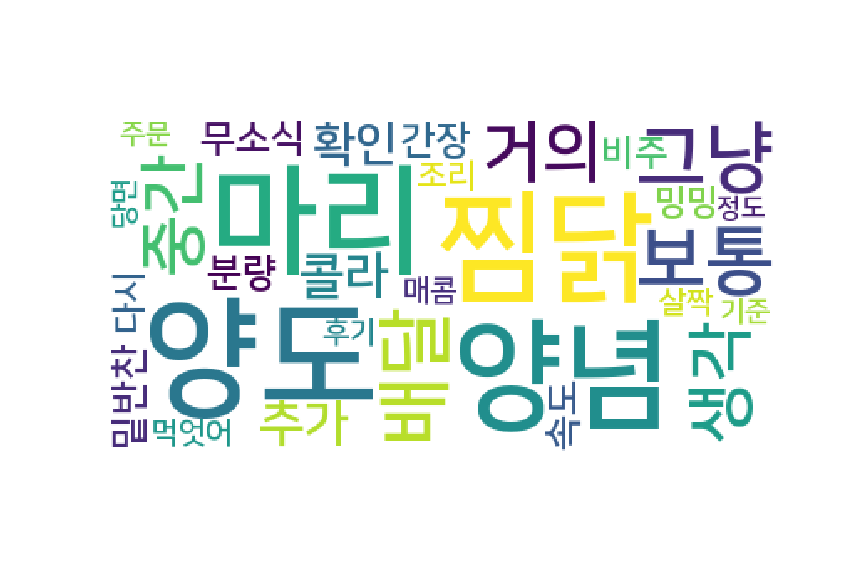 주문
무소식
확인
간장
거의
비주
그냥
당면
중간
마리
조리
찜닭
밍밍
정도
분량
콜라
매콤
보통
다시
양도
후기
배달
양념
살짝
기준
생각
밑반찬
먹엇어
추가
속도